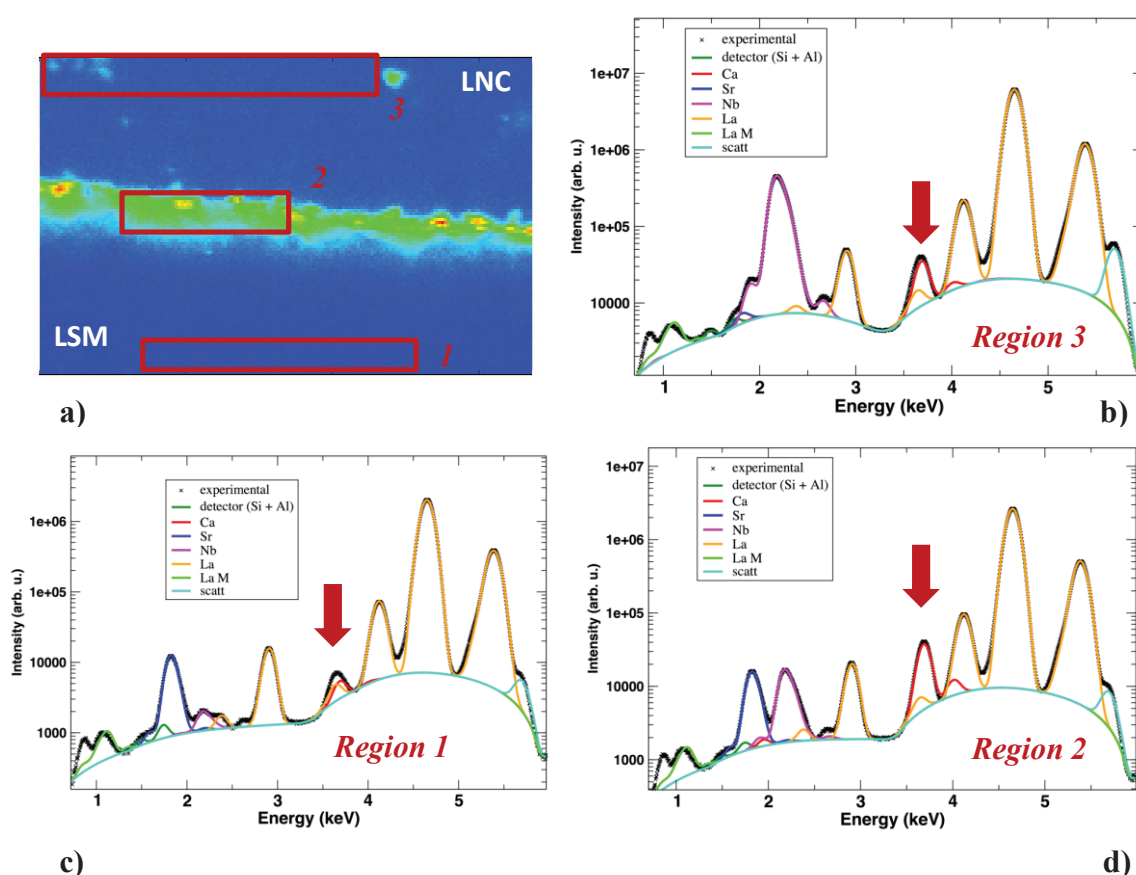 LNC
3
2
LSM
1
a)
1e+07
1e+06
1e+05
10000
Intensity (arb. u.)
experimental
detector (Si + Al)
Ca
Sr
Nb
La
La M
scatt
Region 3
1
2
3
4
5
Energy (keV)
b)
1e+06
1e+05
10000
1000
Intensity (arb. u.)
experimental
detector (Si + Al)
Ca
Sr
Nb
La
La M
scatt
Region 1
1
2
3
4
5
Energy (keV)
c)
1e+07
1e+06
1e+05
10000
1000
Intensity (arb. u.)
experimental
detector (Si + Al)
Ca
Sr
Nb
La
La M
scatt
Region 2
1
2
3
4
5
Energy (keV)
d)